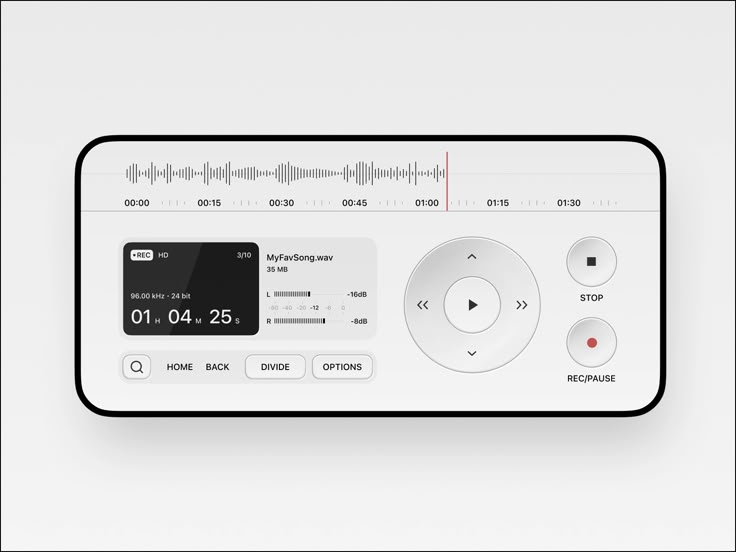 00:00 00:15 00:30 00:45 01:00 01:15 01:30
•REC HD 3/10
96.00 kHz - 24 bit
01 H 04 M 25 S
MyFavSong.wav
35 MB
L -16dB
-60 -40 -20 -12 -6 0
R -8dB
HOME BACK DIVIDE OPTIONS
STOP
REC/PAUSE